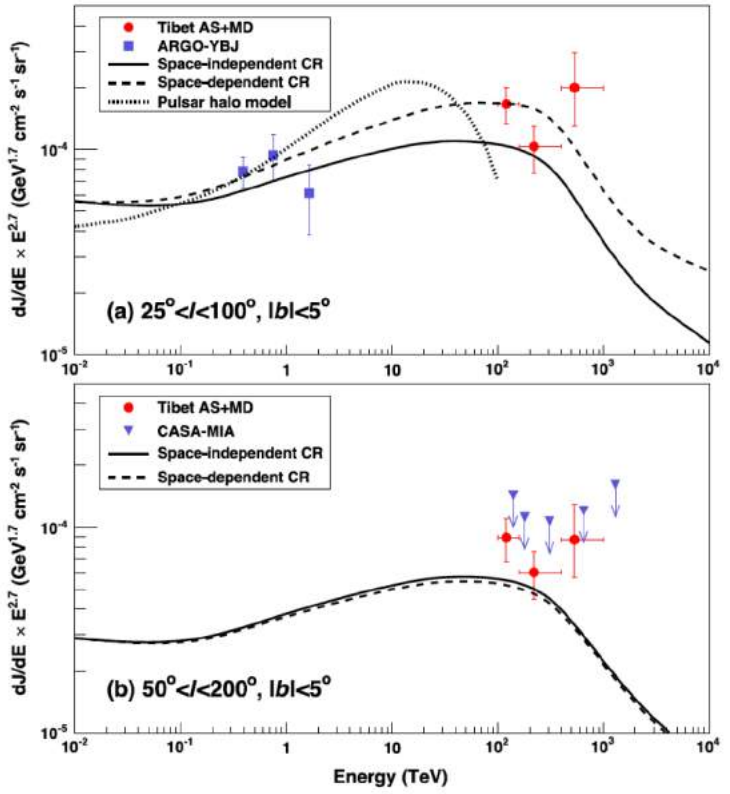 Tibet AS+MD
ARGO-YBJ
Space-independent CR
Space-dependent CR
Pulsar halo model
dJ/dE × E^2.7 (GeV^1.7 cm^-2 s^-1 sr^-1)
10^-4
10^-5
(a) 25°<l<100°, |b|<5°
10^-2 10^-1 1 10 10^2 10^3 10^4
Tibet AS+MD
CASA-MIA
Space-independent CR
Space-dependent CR
dJ/dE × E^2.7 (GeV^1.7 cm^-2 s^-1 sr^-1)
10^-4
10^-5
(b) 50°<l<200°, |b|<5°
10^-2 10^-1 1 10 10^2 10^3 10^4
Energy (TeV)